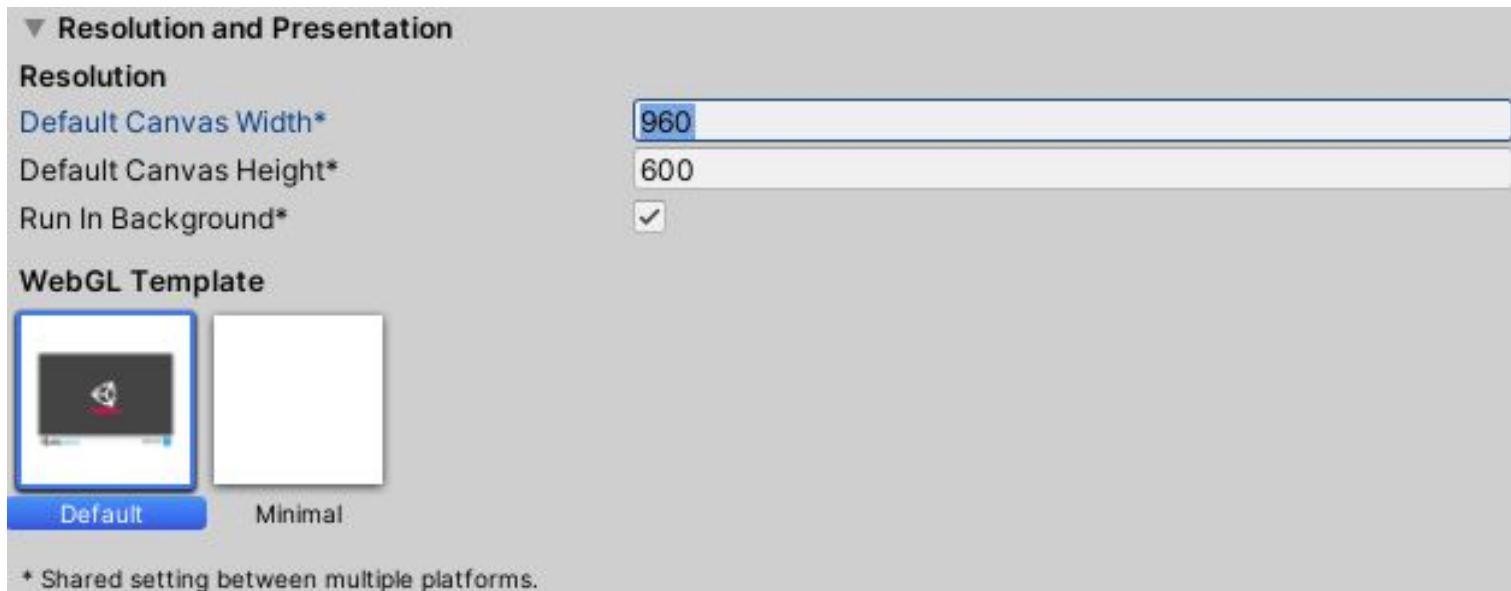 Resolution and Presentation
Resolution
Default Canvas Width*
960
Default Canvas Height*
600
Run In Background*
WebGL Template
Default
Minimal
* Shared setting between multiple platforms.